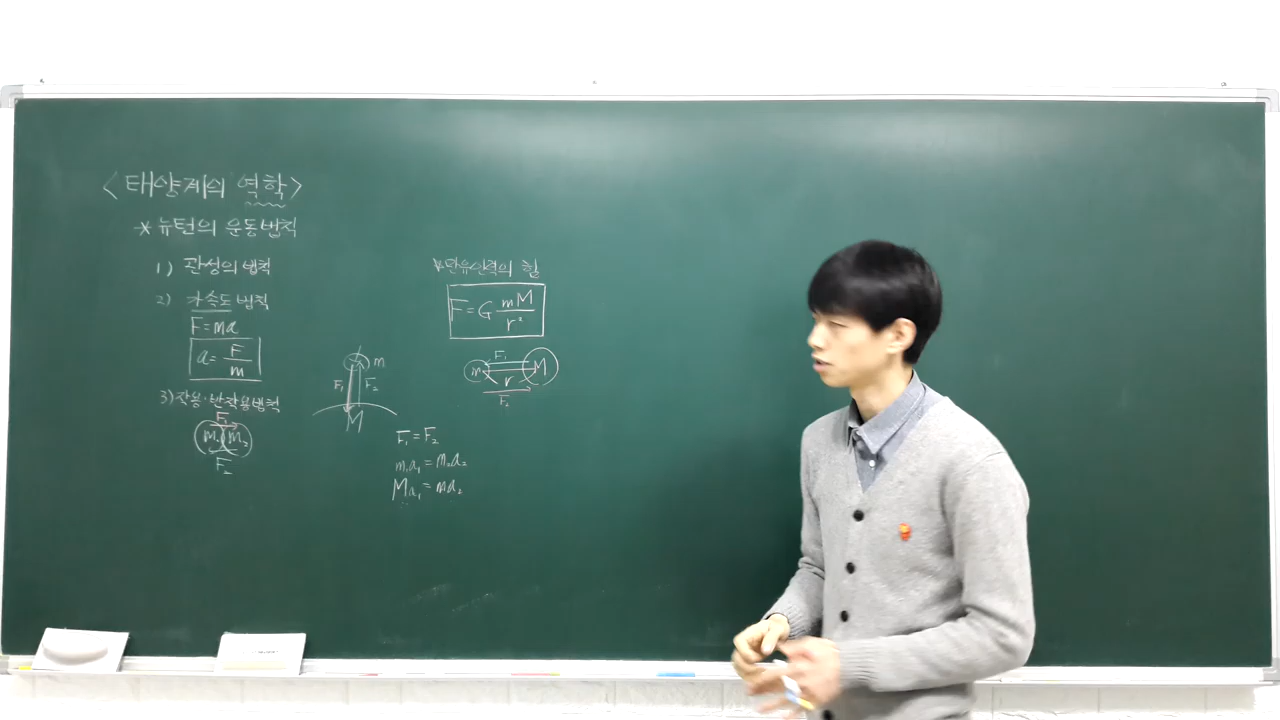 <태양계의 역학>
*뉴턴의 운동법칙
1) 관성의 법칙
2) 가속도 법칙
F=ma
a=F/m
3) 작용·반작용법칙
F₁
m₁ m₂
F₂
m
F₁ F₂
M
F₁=F₂
m₁a₁=m₂a₂
Ma₁=ma₂
*만유인력의 힘
F=G mM/r²
F₁
m r M
F₂